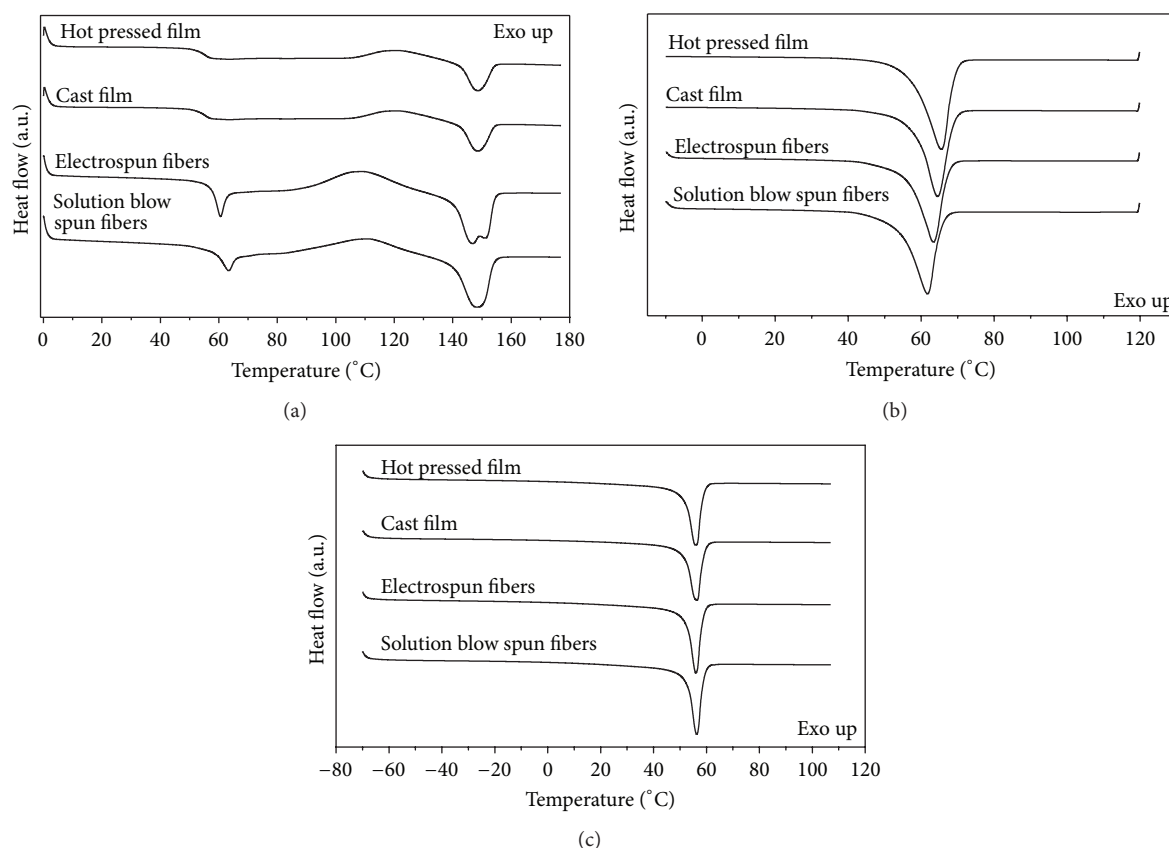 Exo up
Hot pressed film
Cast film
Electrospun fibers
Solution blow
spun fibers
Heat flow (a.u.)
0 20 40 60 80 100 120 140 160 180
Temperature (°C)
(a)
Hot pressed film
Cast film
Electrospun fibers
Solution blow spun fibers
Exo up
Heat flow (a.u.)
0 20 40 60 80 100 120
Temperature (°C)
(b)
Hot pressed film
Cast film
Electrospun fibers
Solution blow spun fibers
Exo up
Heat flow (a.u.)
−80 −60 −40 −20 0 20 40 60 80 100 120
Temperature (°C)
(c)